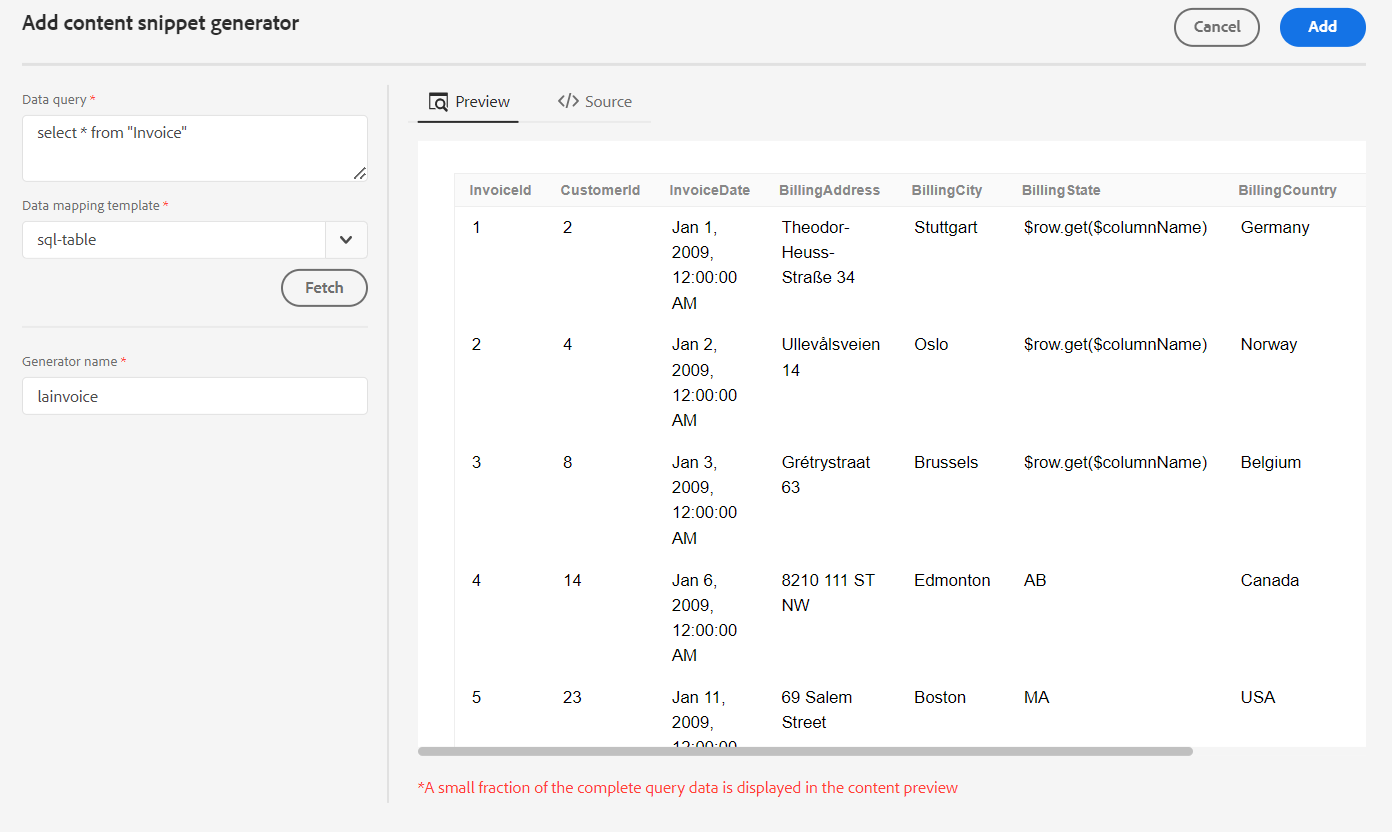 Add content snippet generator
Cancel
Add
Data query *
select * from "Invoice"
Data mapping template *
sql-table
Fetch
Generator name *
lainvoice
Preview
</> Source
InvoiceId CustomerId InvoiceDate BillingAddress BillingCity BillingState BillingCountry
1 2 Jan 1, Theodor- Stuttgart $row.get($columnName) Germany
2009, Heuss-
12:00:00 Straße 34
AM
2 4 Jan 2, Ullevålsveien Oslo $row.get($columnName) Norway
2009, 14
12:00:00
AM
3 8 Jan 3, Grétrystraat Brussels $row.get($columnName) Belgium
2009, 63
12:00:00
AM
4 14 Jan 6, 8210 111 ST Edmonton AB Canada
2009, NW
12:00:00
AM
5 23 Jan 11, 69 Salem Boston MA USA
2009, Street
12:00:00
*A small fraction of the complete query data is displayed in the content preview